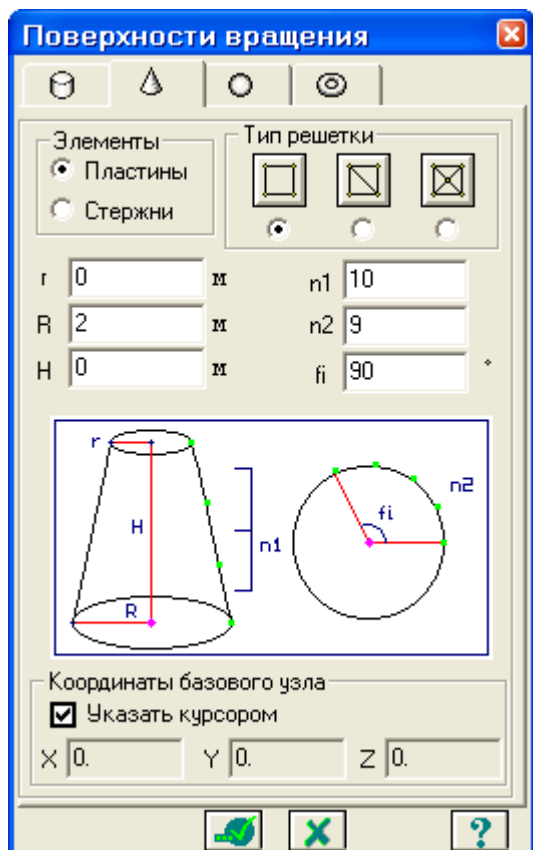 Поверхности вращения
Элементы
Тип решетки
Пластины
Стержни
r 0 м n1 10
R 2 м n2 9
H 0 м fi 90 °
r
H
R
n1
fi
n2
Координаты базового узла
Указать курсором
X 0. Y 0. Z 0.
?